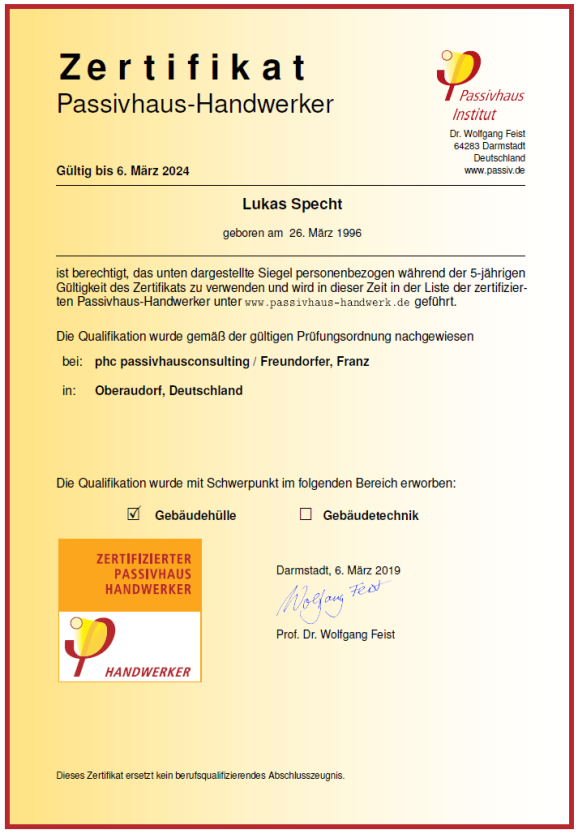 Zertifikat
Passivhaus-Handwerker
Passivhaus
Institut
Dr. Wolfgang Feist
64283 Darmstadt
Deutschland
www.passiv.de
Gültig bis 6. März 2024
Lukas Specht
geboren am 26. März 1996
ist berechtigt, das unten dargestellte Siegel personenbezogen während der 5-jährigen
Gültigkeit des Zertifikats zu verwenden und wird in dieser Zeit in der Liste der zertifizier-
ten Passivhaus-Handwerker unter www.passivhaus-handwerk.de geführt.
Die Qualifikation wurde gemäß der gültigen Prüfungsordnung nachgewiesen
bei: phc passivhausconsulting / Freundorfer, Franz
in: Oberaudorf, Deutschland
Die Qualifikation wurde mit Schwerpunkt im folgenden Bereich erworben:
Gebäudehülle Gebäudetechnik
ZERTIFIZIERTER
PASSIVHAUS
HANDWERKER
HANDWERKER
Darmstadt, 6. März 2019
Wolfgang Feist
Prof. Dr. Wolfgang Feist
Dieses Zertifikat ersetzt kein berufsqualifizierendes Abschlusszeugnis.